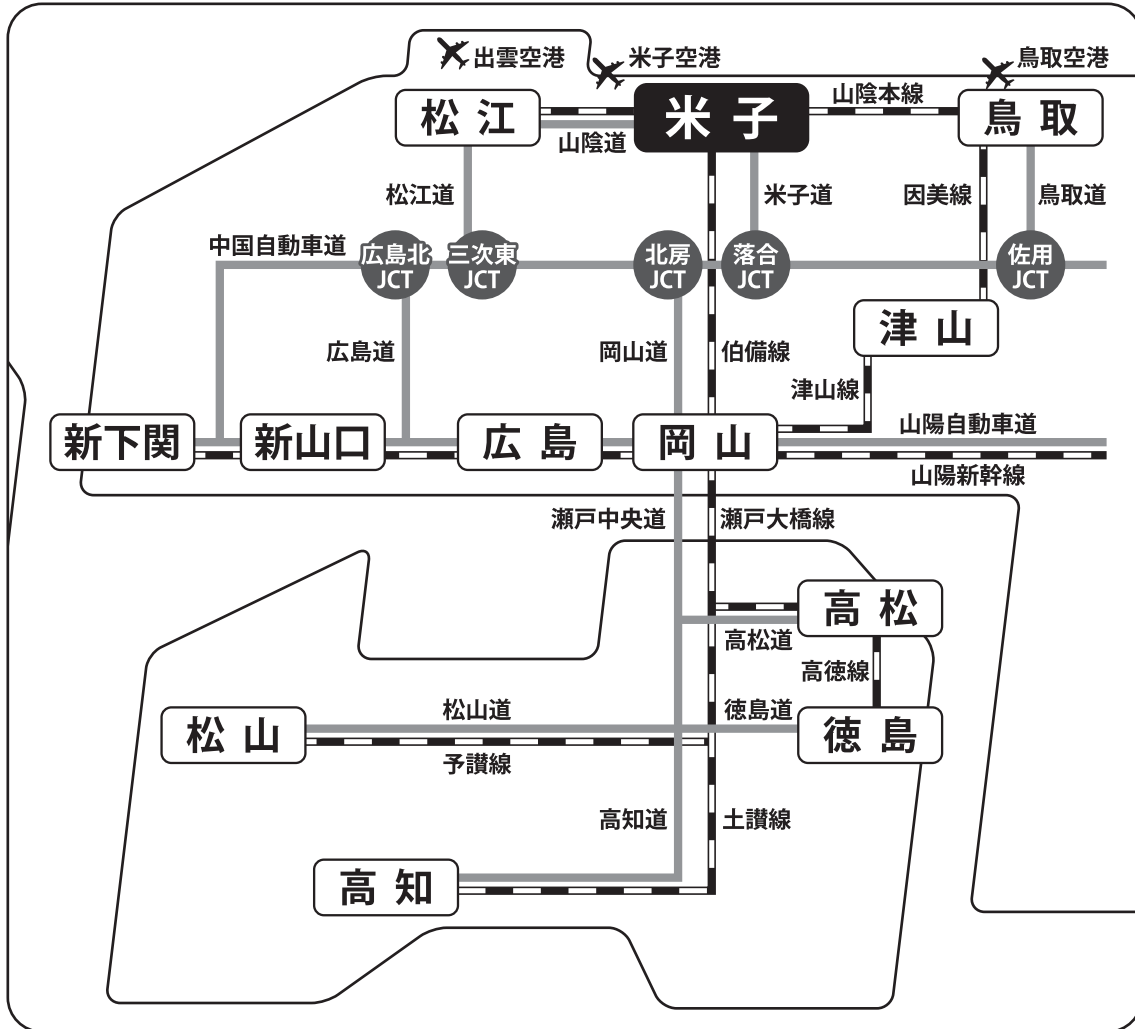 出雲空港
米子空港
鳥取空港
松江
米子
山陰本線
鳥取
山陰道
松江道
米子道
因美線
鳥取道
中国自動車道
広島北
JCT
三次東
JCT
北房
JCT
落合
JCT
佐用
JCT
津山
広島道
岡山道
伯備線
津山線
新下関
新山口
広島
岡山
山陽自動車道
山陽新幹線
瀬戸中央道
瀬戸大橋線
高松
高松道
高徳線
松山
松山道
徳島道
徳島
予讃線
高知道
土讃線
高知